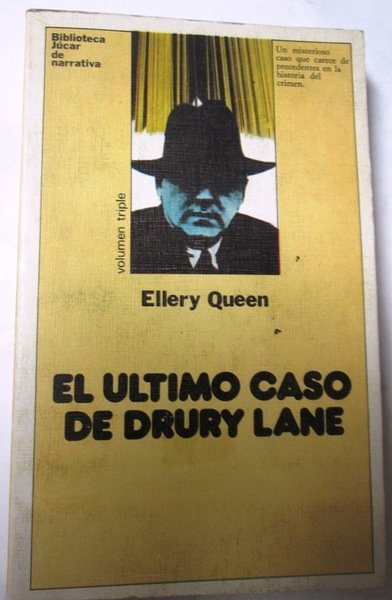 Biblioteca
Júcar
de
narrativa
Un misterioso
caso que carece de
precedentes en la
historia del
crimen.
volumen triple
Ellery Queen
EL ULTIMO CASO
DE DRURY LANE